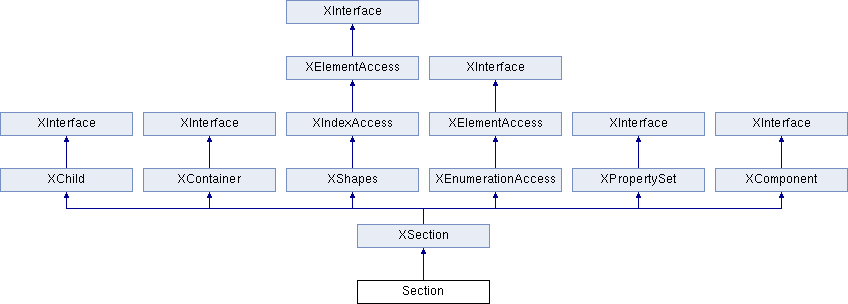 XInterface
XElementAccess
XInterface
XInterface
XInterface
XIndexAccess
XElementAccess
XInterface
XInterface
XChild
XContainer
XShapes
XEnumerationAccess
XPropertySet
XComponent
XSection
Section